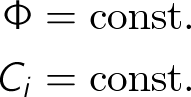 Φ = const.
C_i = const.